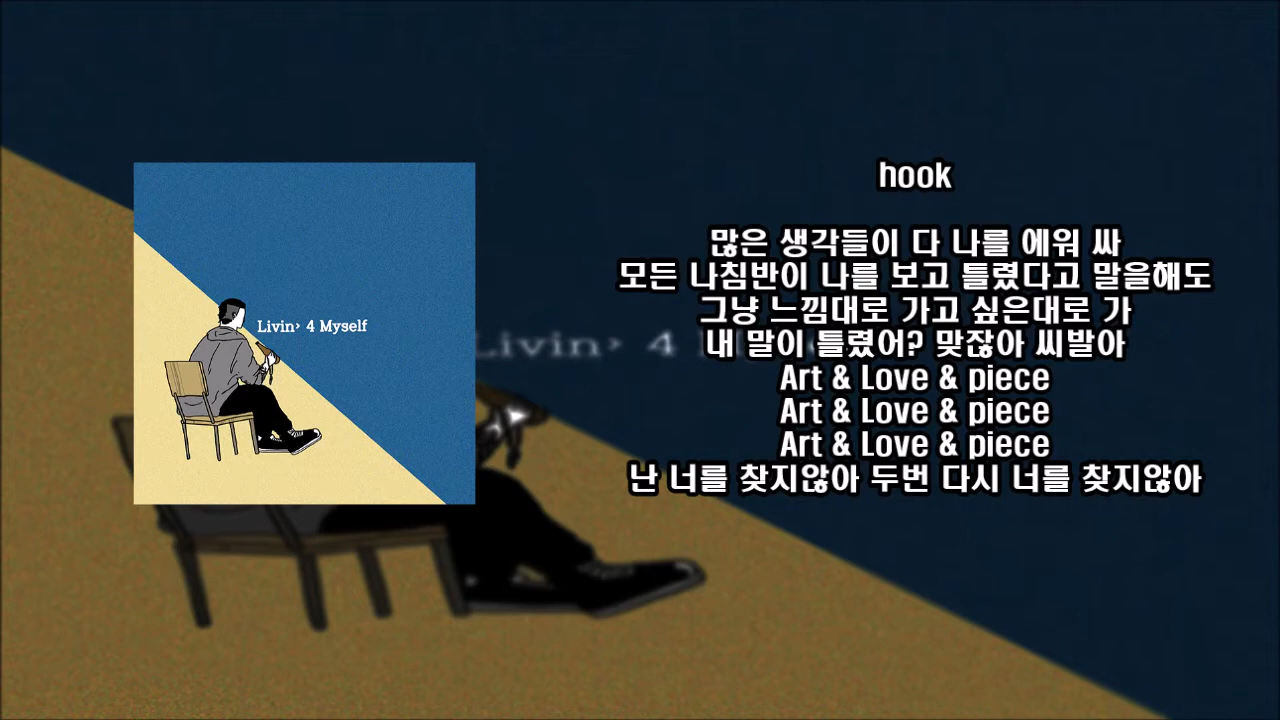 Livin> 4 Myself
hook
많은 생각들이 다 나를 에워 싸
모든 나침반이 나를 보고 틀렸다고 말을해도
그냥 느낌대로 가고 싶은대로 가
내 말이 틀렸어? 맞잖아 씨발아
Art & Love & piece
Art & Love & piece
Art & Love & piece
난 너를 찾지않아 두번 다시 너를 찾지않아
Livin> 4 M